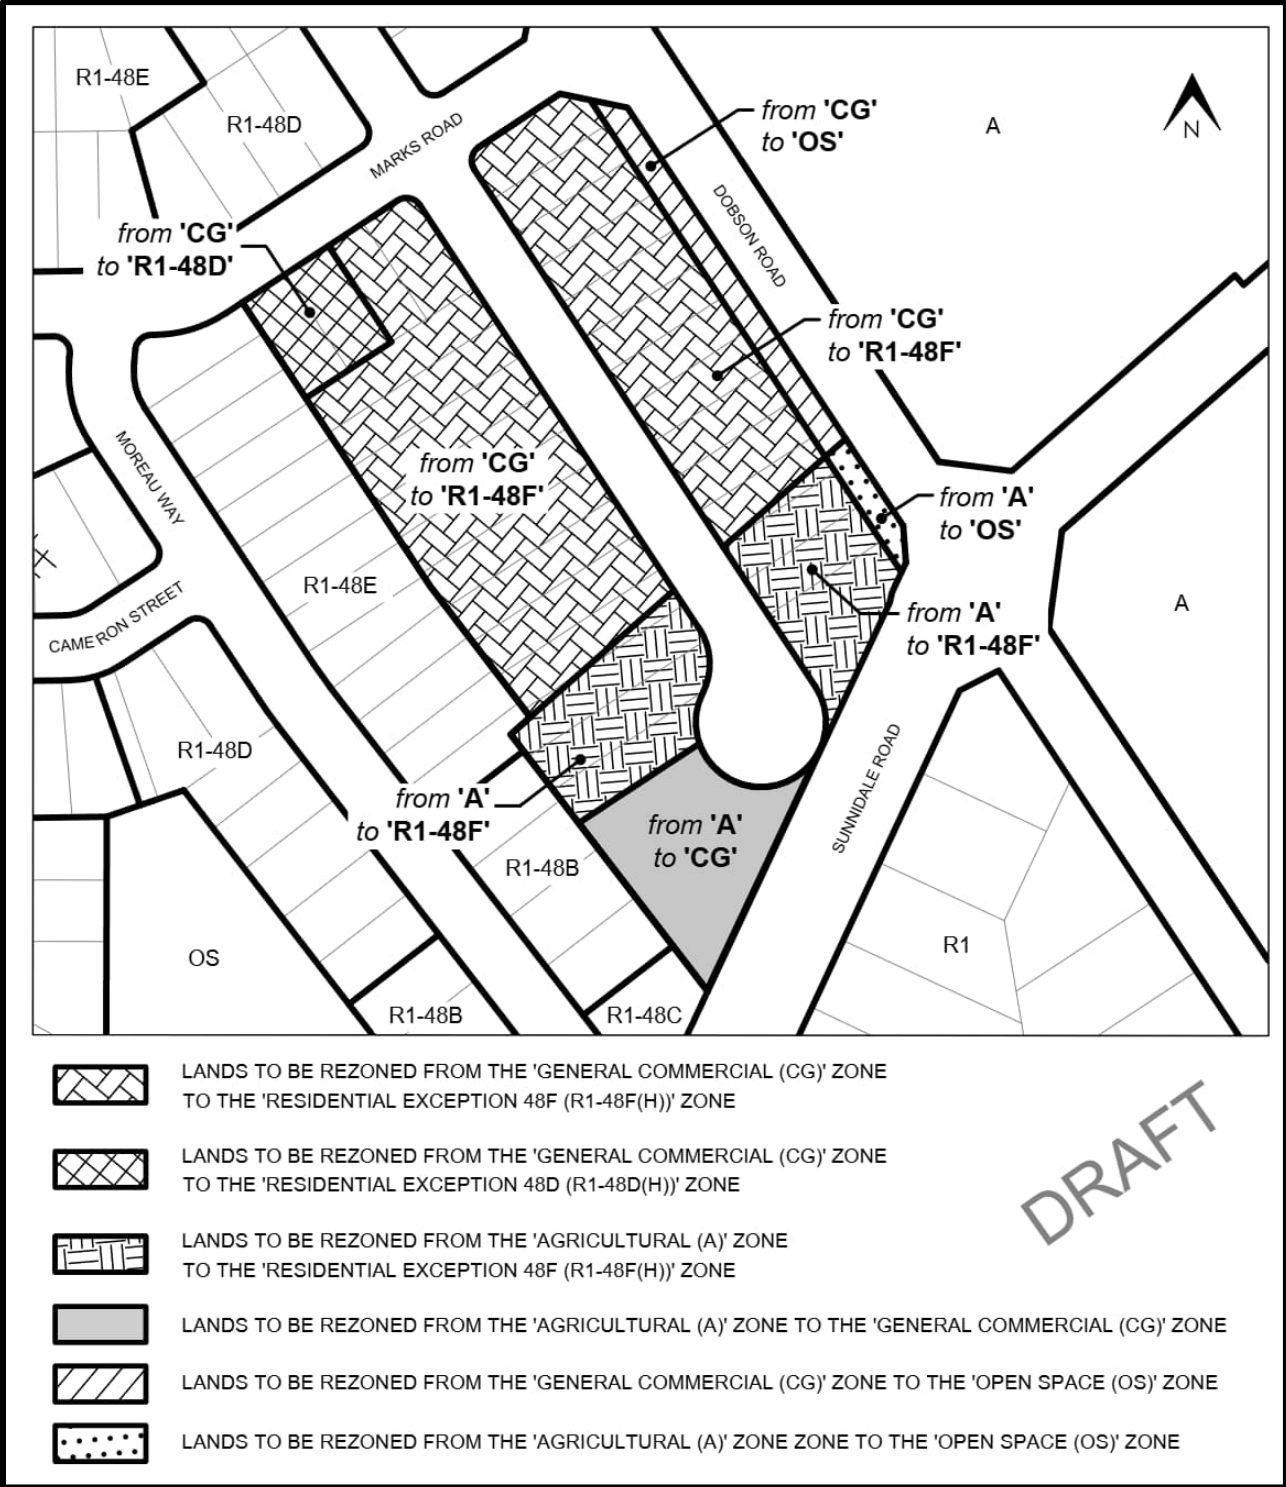 R1-48E
R1-48D
MARKS ROAD
from 'CG'
to 'OS'
A
N
DOBSON ROAD
from 'CG'
to 'R1-48D'
from 'CG'
to 'R1-48F'
MOREAU WAY
from 'CG'
to 'R1-48F'
from 'A'
to 'OS'
R1-48E
CAMERON STREET
A
from 'A'
to 'R1-48F'
R1-48D
SUNNIDALE ROAD
from 'A'
to 'R1-48F'
from 'A'
to 'CG'
R1-48B
R1
OS
R1-48B
R1-48C
LANDS TO BE REZONED FROM THE 'GENERAL COMMERCIAL (CG)' ZONE
TO THE 'RESIDENTIAL EXCEPTION 48F (R1-48F(H))' ZONE
LANDS TO BE REZONED FROM THE 'GENERAL COMMERCIAL (CG)' ZONE
TO THE 'RESIDENTIAL EXCEPTION 48D (R1-48D(H))' ZONE
DRAFT
LANDS TO BE REZONED FROM THE 'AGRICULTURAL (A)' ZONE
TO THE 'RESIDENTIAL EXCEPTION 48F (R1-48F(H))' ZONE
LANDS TO BE REZONED FROM THE 'AGRICULTURAL (A)' ZONE TO THE 'GENERAL COMMERCIAL (CG)' ZONE
LANDS TO BE REZONED FROM THE 'GENERAL COMMERCIAL (CG)' ZONE TO THE 'OPEN SPACE (OS)' ZONE
LANDS TO BE REZONED FROM THE 'AGRICULTURAL (A)' ZONE ZONE TO THE 'OPEN SPACE (OS)' ZONE